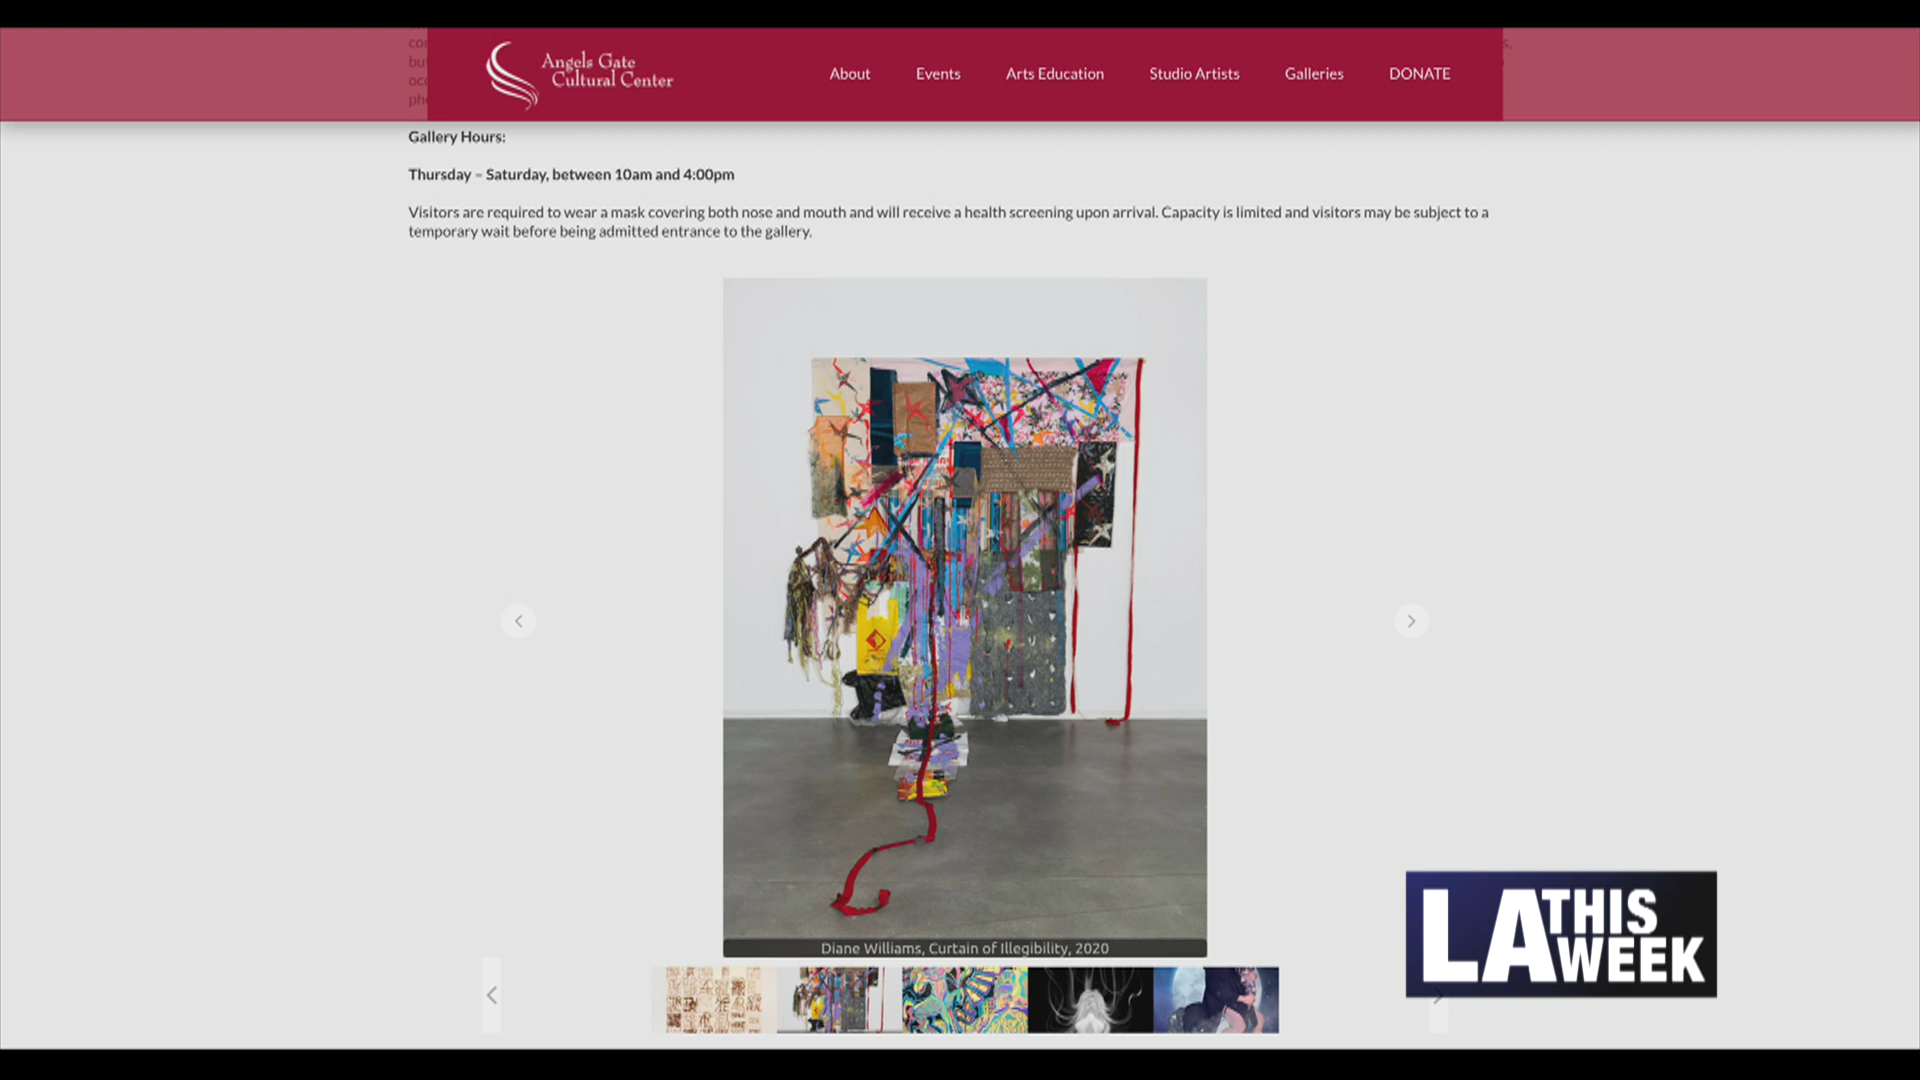 Angels Gate
Cultural Center
About
Events
Arts Education
Studio Artists
Galleries
DONATE
Gallery Hours:
Thursday – Saturday, between 10am and 4:00pm
Visitors are required to wear a mask covering both nose and mouth and will receive a health screening upon arrival. Capacity is limited and visitors may be subject to a
temporary wait before being admitted entrance to the gallery.
Diane Williams, Curtain of Illegibility, 2020
LA THIS WEEK